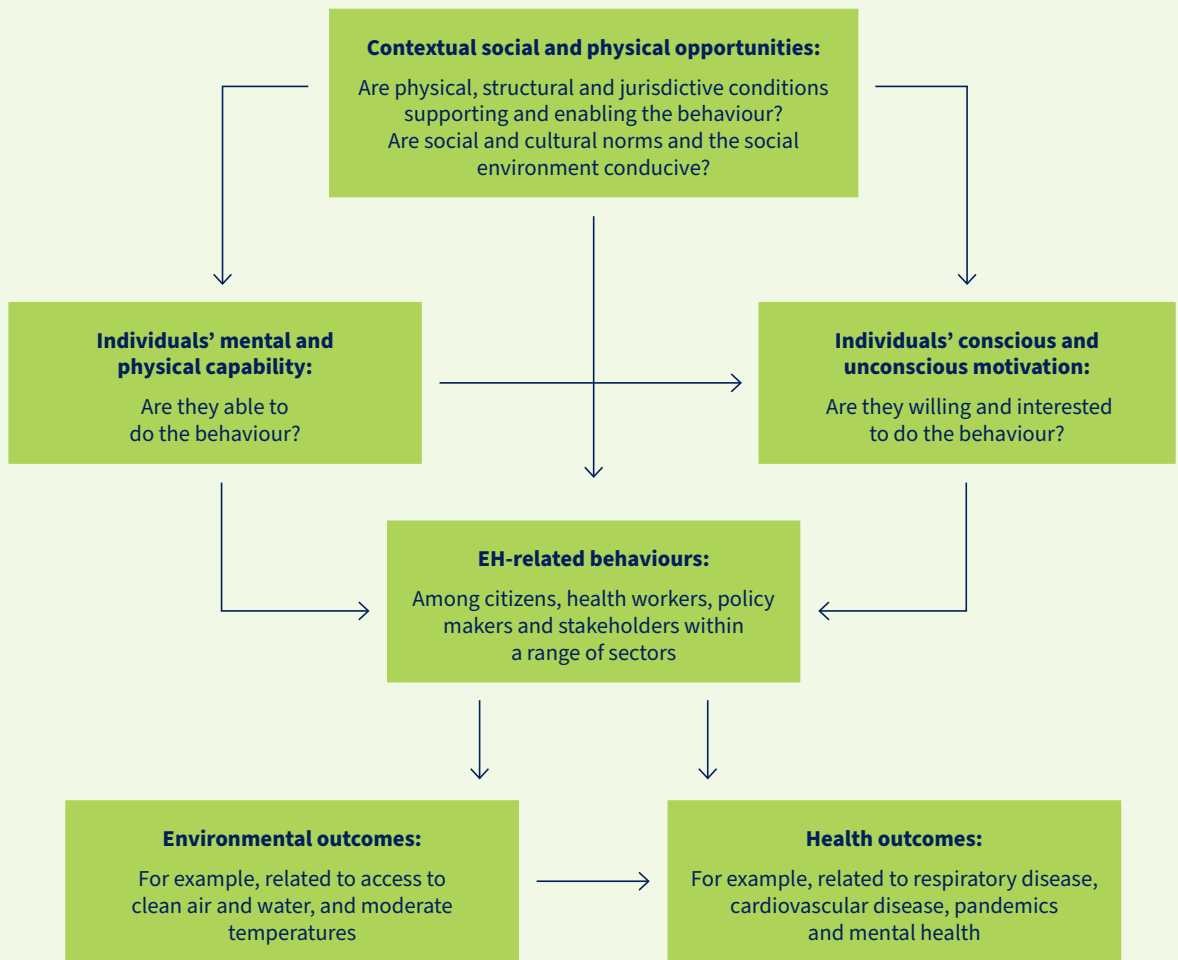 Contextual social and physical opportunities:
Are physical, structural and jurisdictive conditions
supporting and enabling the behaviour?
Are social and cultural norms and the social
environment conducive?
Individuals’ mental and
physical capability:
Are they able to
do the behaviour?
Individuals’ conscious and
unconscious motivation:
Are they willing and interested
to do the behaviour?
EH-related behaviours:
Among citizens, health workers, policy
makers and stakeholders within
a range of sectors
Environmental outcomes:
For example, related to access to
clean air and water, and moderate
temperatures
Health outcomes:
For example, related to respiratory disease,
cardiovascular disease, pandemics
and mental health